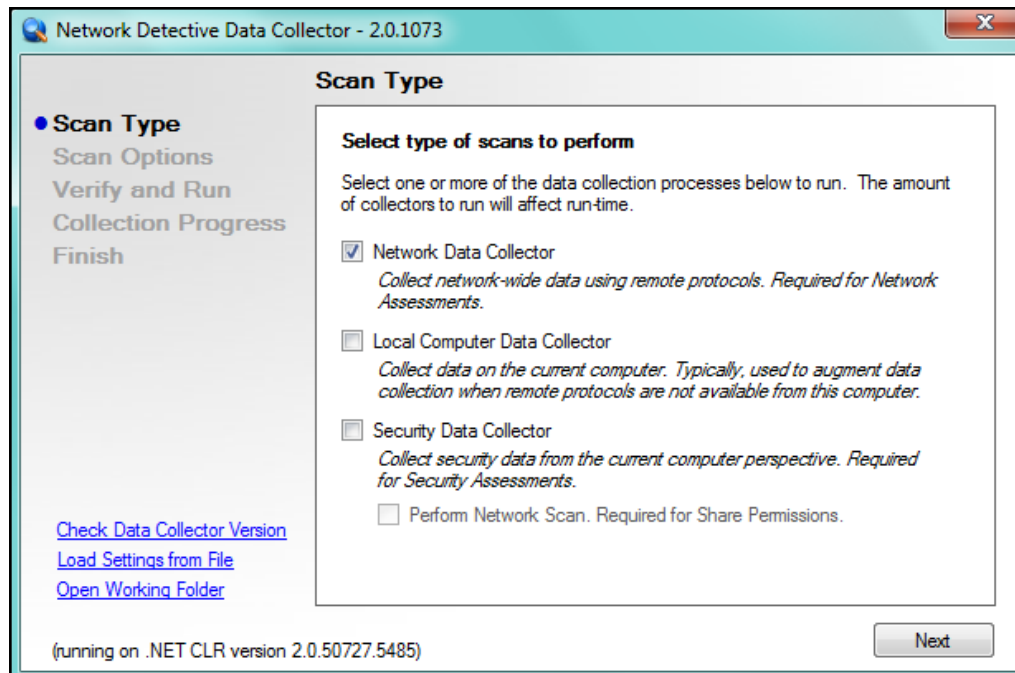 Network Detective Data Collector - 2.0.1073
X
Scan Type
Scan Type
Scan Options
Verify and Run
Collection Progress
Finish
Select type of scans to perform
Select one or more of the data collection processes below to run. The amount
of collectors to run will affect run-time.
Network Data Collector
Collect network-wide data using remote protocols. Required for Network
Assessments.
Local Computer Data Collector
Collect data on the current computer. Typically, used to augment data
collection when remote protocols are not available from this computer.
Security Data Collector
Collect security data from the current computer perspective. Required
for Security Assessments.
Perform Network Scan. Required for Share Permissions.
Check Data Collector Version
Load Settings from File
Open Working Folder
(running on .NET CLR version 2.0.50727.5485)
Next